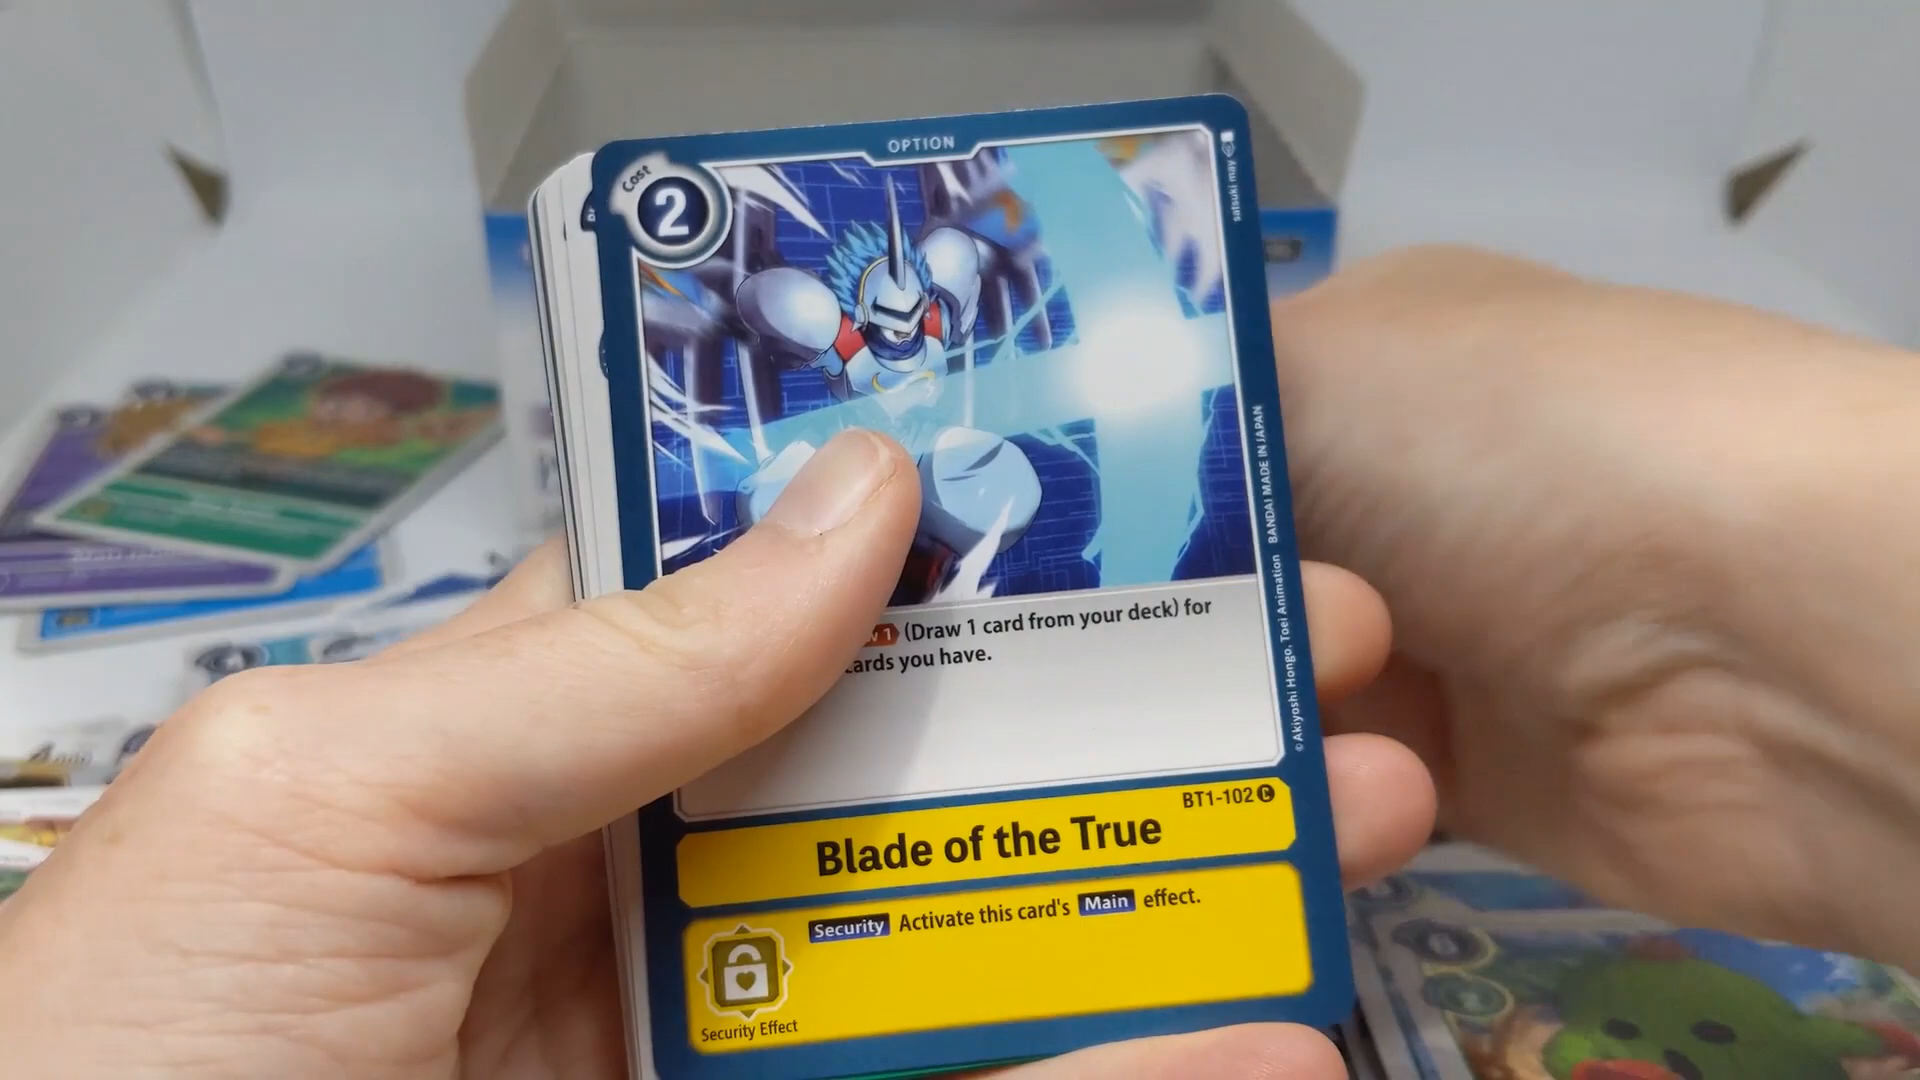 OPTION
Cost
2
satsuki may
1 (Draw 1 card from your deck) for
cards you have.
© Akiyoshi Hongo, Toei Animation BANDAI MADE IN JAPAN
BT1-102 C
Blade of the True
Security Activate this card's Main effect.
Security Effect